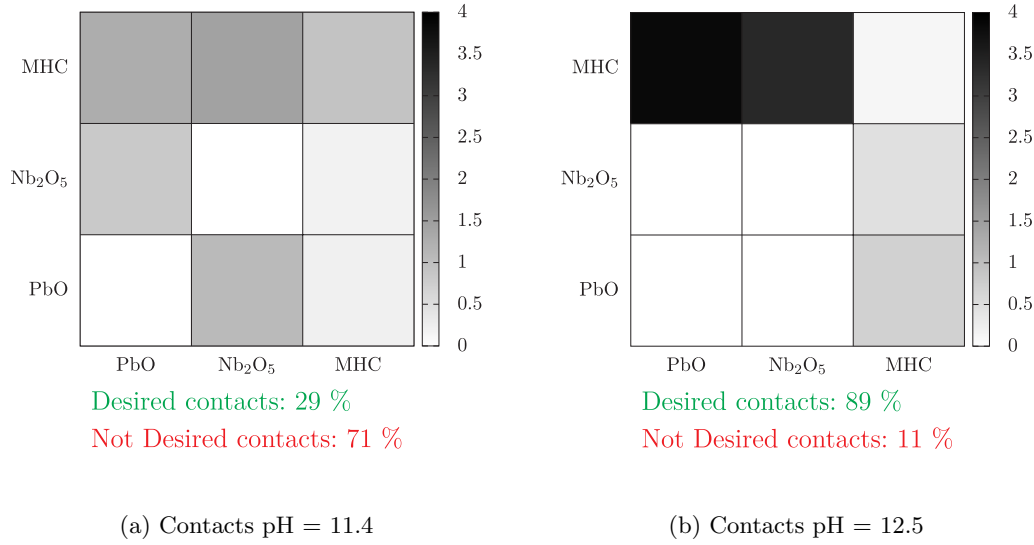 MHC
Nb₂O₅
PbO
PbO Nb₂O₅ MHC
4
3.5
3
2.5
2
1.5
1
0.5
0
Desired contacts: 29 %
Not Desired contacts: 71 %
(a) Contacts pH = 11.4
MHC
Nb₂O₅
PbO
PbO Nb₂O₅ MHC
4
3.5
3
2.5
2
1.5
1
0.5
0
Desired contacts: 89 %
Not Desired contacts: 11 %
(b) Contacts pH = 12.5